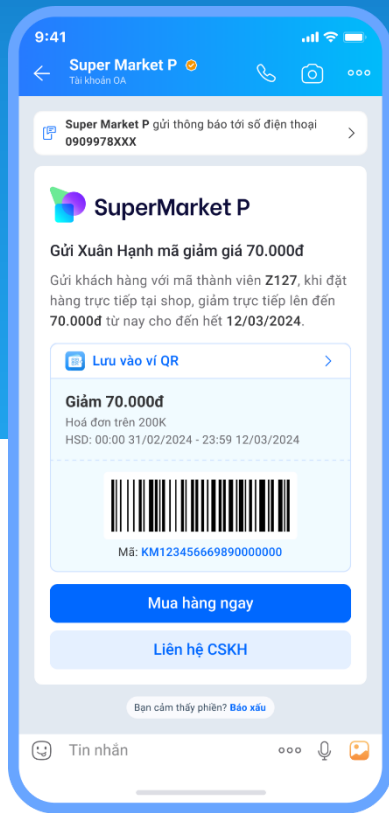 9:41
Super Market P
Tài khoản OA
Super Market P gửi thông báo tới số điện thoại
0909978XXX
SuperMarket P
Gửi Xuân Hạnh mã giảm giá 70.000đ
Gửi khách hàng với mã thành viên Z127, khi đặt
hàng trực tiếp tại shop, giảm trực tiếp lên đến
70.000đ từ nay cho đến hết 12/03/2024.
Lưu vào ví QR
Giảm 70.000đ
Hoá đơn trên 200K
HSD: 00:00 31/02/2024 - 23:59 12/03/2024
Mã: KM123456669890000000
Mua hàng ngay
Liên hệ CSKH
Bạn cảm thấy phiền? Báo xấu
Tin nhắn